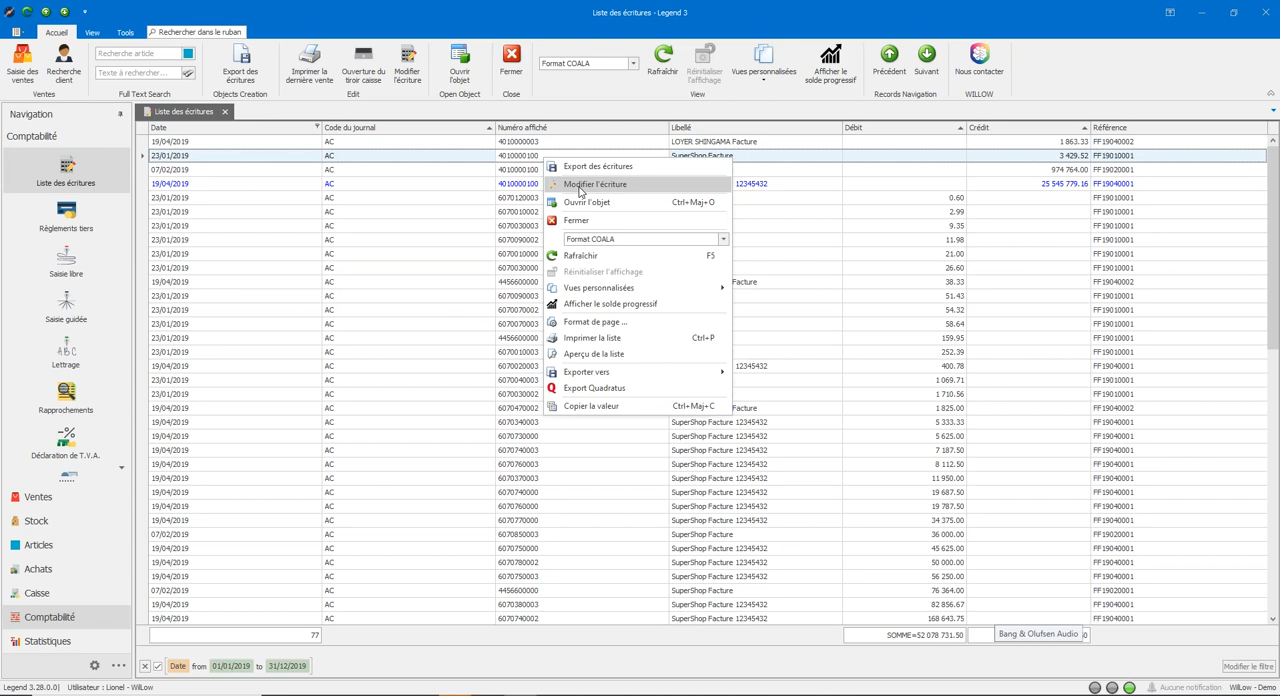 Liste des écritures - Legend 3
Accueil View Tools Rechercher dans le ruban
Saisie des ventes
Recherche client
Recherche article
Texte à rechercher...
Export des écritures
Imprimer la dernière vente
Ouverture du tiroir caisse
Modifier l'écriture
Ouvrir l'objet
Fermer
Format COALA
Rafraîchir
Réinitialiser l'affichage
Vues personnalisées
Afficher le solde progressif
Précédent
Suivant
Nous contacter
Ventes Full Text Search Objects Creation Edit Open Object Close View Records Navigation WILLOW
Navigation
Comptabilité
Liste des écritures
Règlements tiers
Saisie libre
Saisie guidée
ABC
Lettrage
Rapprochements
Déclaration de T.V.A.
Ventes
Stock
Articles
Achats
Caisse
Comptabilité
Statistiques
Liste des écritures
Date Code du journal Numéro affiché Libellé Débit Crédit Référence
19/04/2019 AC 4010000003 LOYER SHINGAMA Facture 1 863.33 FF19040002
23/01/2019 AC 4010000100 SuperShop Facture 3 429.52 FF19010001
07/02/2019 AC 4010000100 974 764.00 FF19020001
19/04/2019 AC 4010000100 12345432 25 545 779.16 FF19040001
23/01/2019 AC 6070120003 0.60 FF19010001
23/01/2019 AC 6070010002 2.99 FF19010001
23/01/2019 AC 6070030003 9.35 FF19010001
23/01/2019 AC 6070090002 11.98 FF19010001
23/01/2019 AC 6070010000 21.00 FF19010001
23/01/2019 AC 6070030000 26.60 FF19010001
19/04/2019 AC 4456600000 Facture 38.33 FF19040002
23/01/2019 AC 6070090003 51.43 FF19010001
23/01/2019 AC 6070070002 54.32 FF19010001
23/01/2019 AC 6070070003 58.64 FF19010001
23/01/2019 AC 4456600000 159.95 FF19010001
23/01/2019 AC 6070010003 252.39 FF19010001
19/04/2019 AC 6070020003 12345432 400.78 FF19040001
23/01/2019 AC 6070040003 1 069.71 FF19010001
23/01/2019 AC 6070030002 1 710.56 FF19010001
19/04/2019 AC 6070470002 Facture 1 825.00 FF19040002
19/04/2019 AC 6070340003 SuperShop Facture 12345432 5 333.33 FF19040001
19/04/2019 AC 6070730000 SuperShop Facture 12345432 5 625.00 FF19040001
19/04/2019 AC 6070740003 SuperShop Facture 12345432 7 187.50 FF19040001
19/04/2019 AC 6070760003 SuperShop Facture 12345432 8 112.50 FF19040001
19/04/2019 AC 6070370003 SuperShop Facture 12345432 11 950.00 FF19040001
19/04/2019 AC 6070740000 SuperShop Facture 12345432 19 687.50 FF19040001
19/04/2019 AC 6070760000 SuperShop Facture 12345432 19 787.50 FF19040001
19/04/2019 AC 6070770000 SuperShop Facture 12345432 34 375.00 FF19040001
07/02/2019 AC 6070850003 SuperShop Facture 36 000.00 FF19020001
19/04/2019 AC 6070750000 SuperShop Facture 12345432 45 625.00 FF19040001
19/04/2019 AC 6070780002 SuperShop Facture 12345432 50 000.00 FF19040001
19/04/2019 AC 6070750003 SuperShop Facture 12345432 56 250.00 FF19040001
07/02/2019 AC 4456600000 SuperShop Facture 76 364.00 FF19020001
19/04/2019 AC 6070380003 SuperShop Facture 12345432 82 856.67 FF19040001
19/04/2019 AC 6070740002 SuperShop Facture 12345432 168 643.75 FF19040001
Export des écritures
Modifier l'écriture
Ouvrir l'objet Ctrl+Maj+O
Fermer
Format COALA
Rafraîchir F5
Réinitialiser l'affichage
Vues personnalisées
Afficher le solde progressif
Format de page ...
Imprimer la liste Ctrl+P
Aperçu de la liste
Exporter vers
Export Quadratus
Copier la valeur Ctrl+Maj+C
77 SOMME=52 078 731.50 Bang & Olufsen Audio
Date from 01/01/2019 to 31/12/2019 Modifier le filtre
Legend 3.28.0.0| Utilisateur : Lionel - WilLow Aucune notification WilLow - Demo